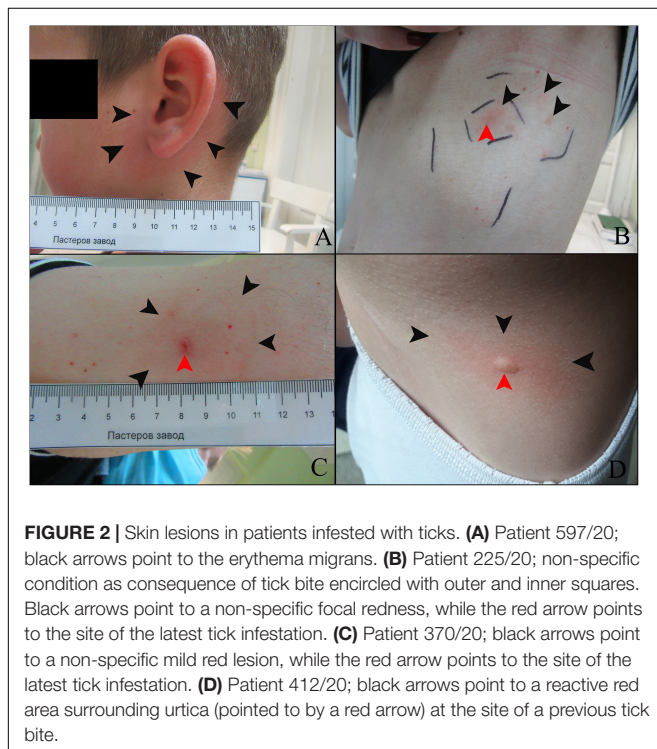 4 5 6 7 8 9 10 11 12 13 14 15
Пастеров завод
A
B
2 3 4 5 6 7 8 9 10 11 12 13
Пастеров завод
C
D
FIGURE 2 | Skin lesions in patients infested with ticks. (A) Patient 597/20;
black arrows point to the erythema migrans. (B) Patient 225/20; non-specific
condition as consequence of tick bite encircled with outer and inner squares.
Black arrows point to a non-specific focal redness, while the red arrow points
to the site of the latest tick infestation. (C) Patient 370/20; black arrows point
to a non-specific mild red lesion, while the red arrow points to the site of the
latest tick infestation. (D) Patient 412/20; black arrows point to a reactive red
area surrounding urtica (pointed to by a red arrow) at the site of a previous tick
bite.